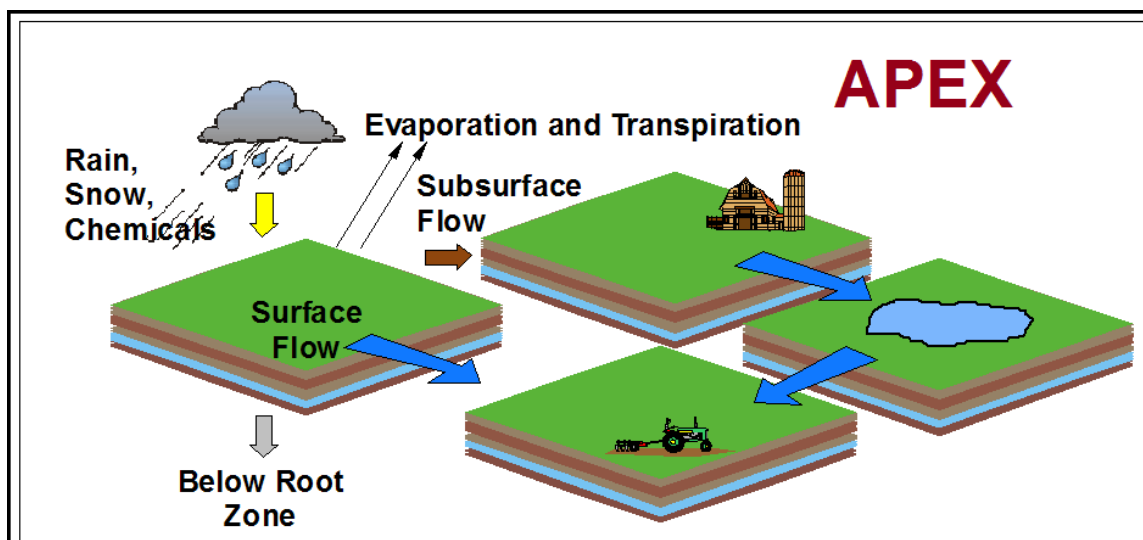 APEX
Evaporation and Transpiration
Rain,
Snow,
Chemicals
Subsurface
Flow
Surface
Flow
Below Root
Zone